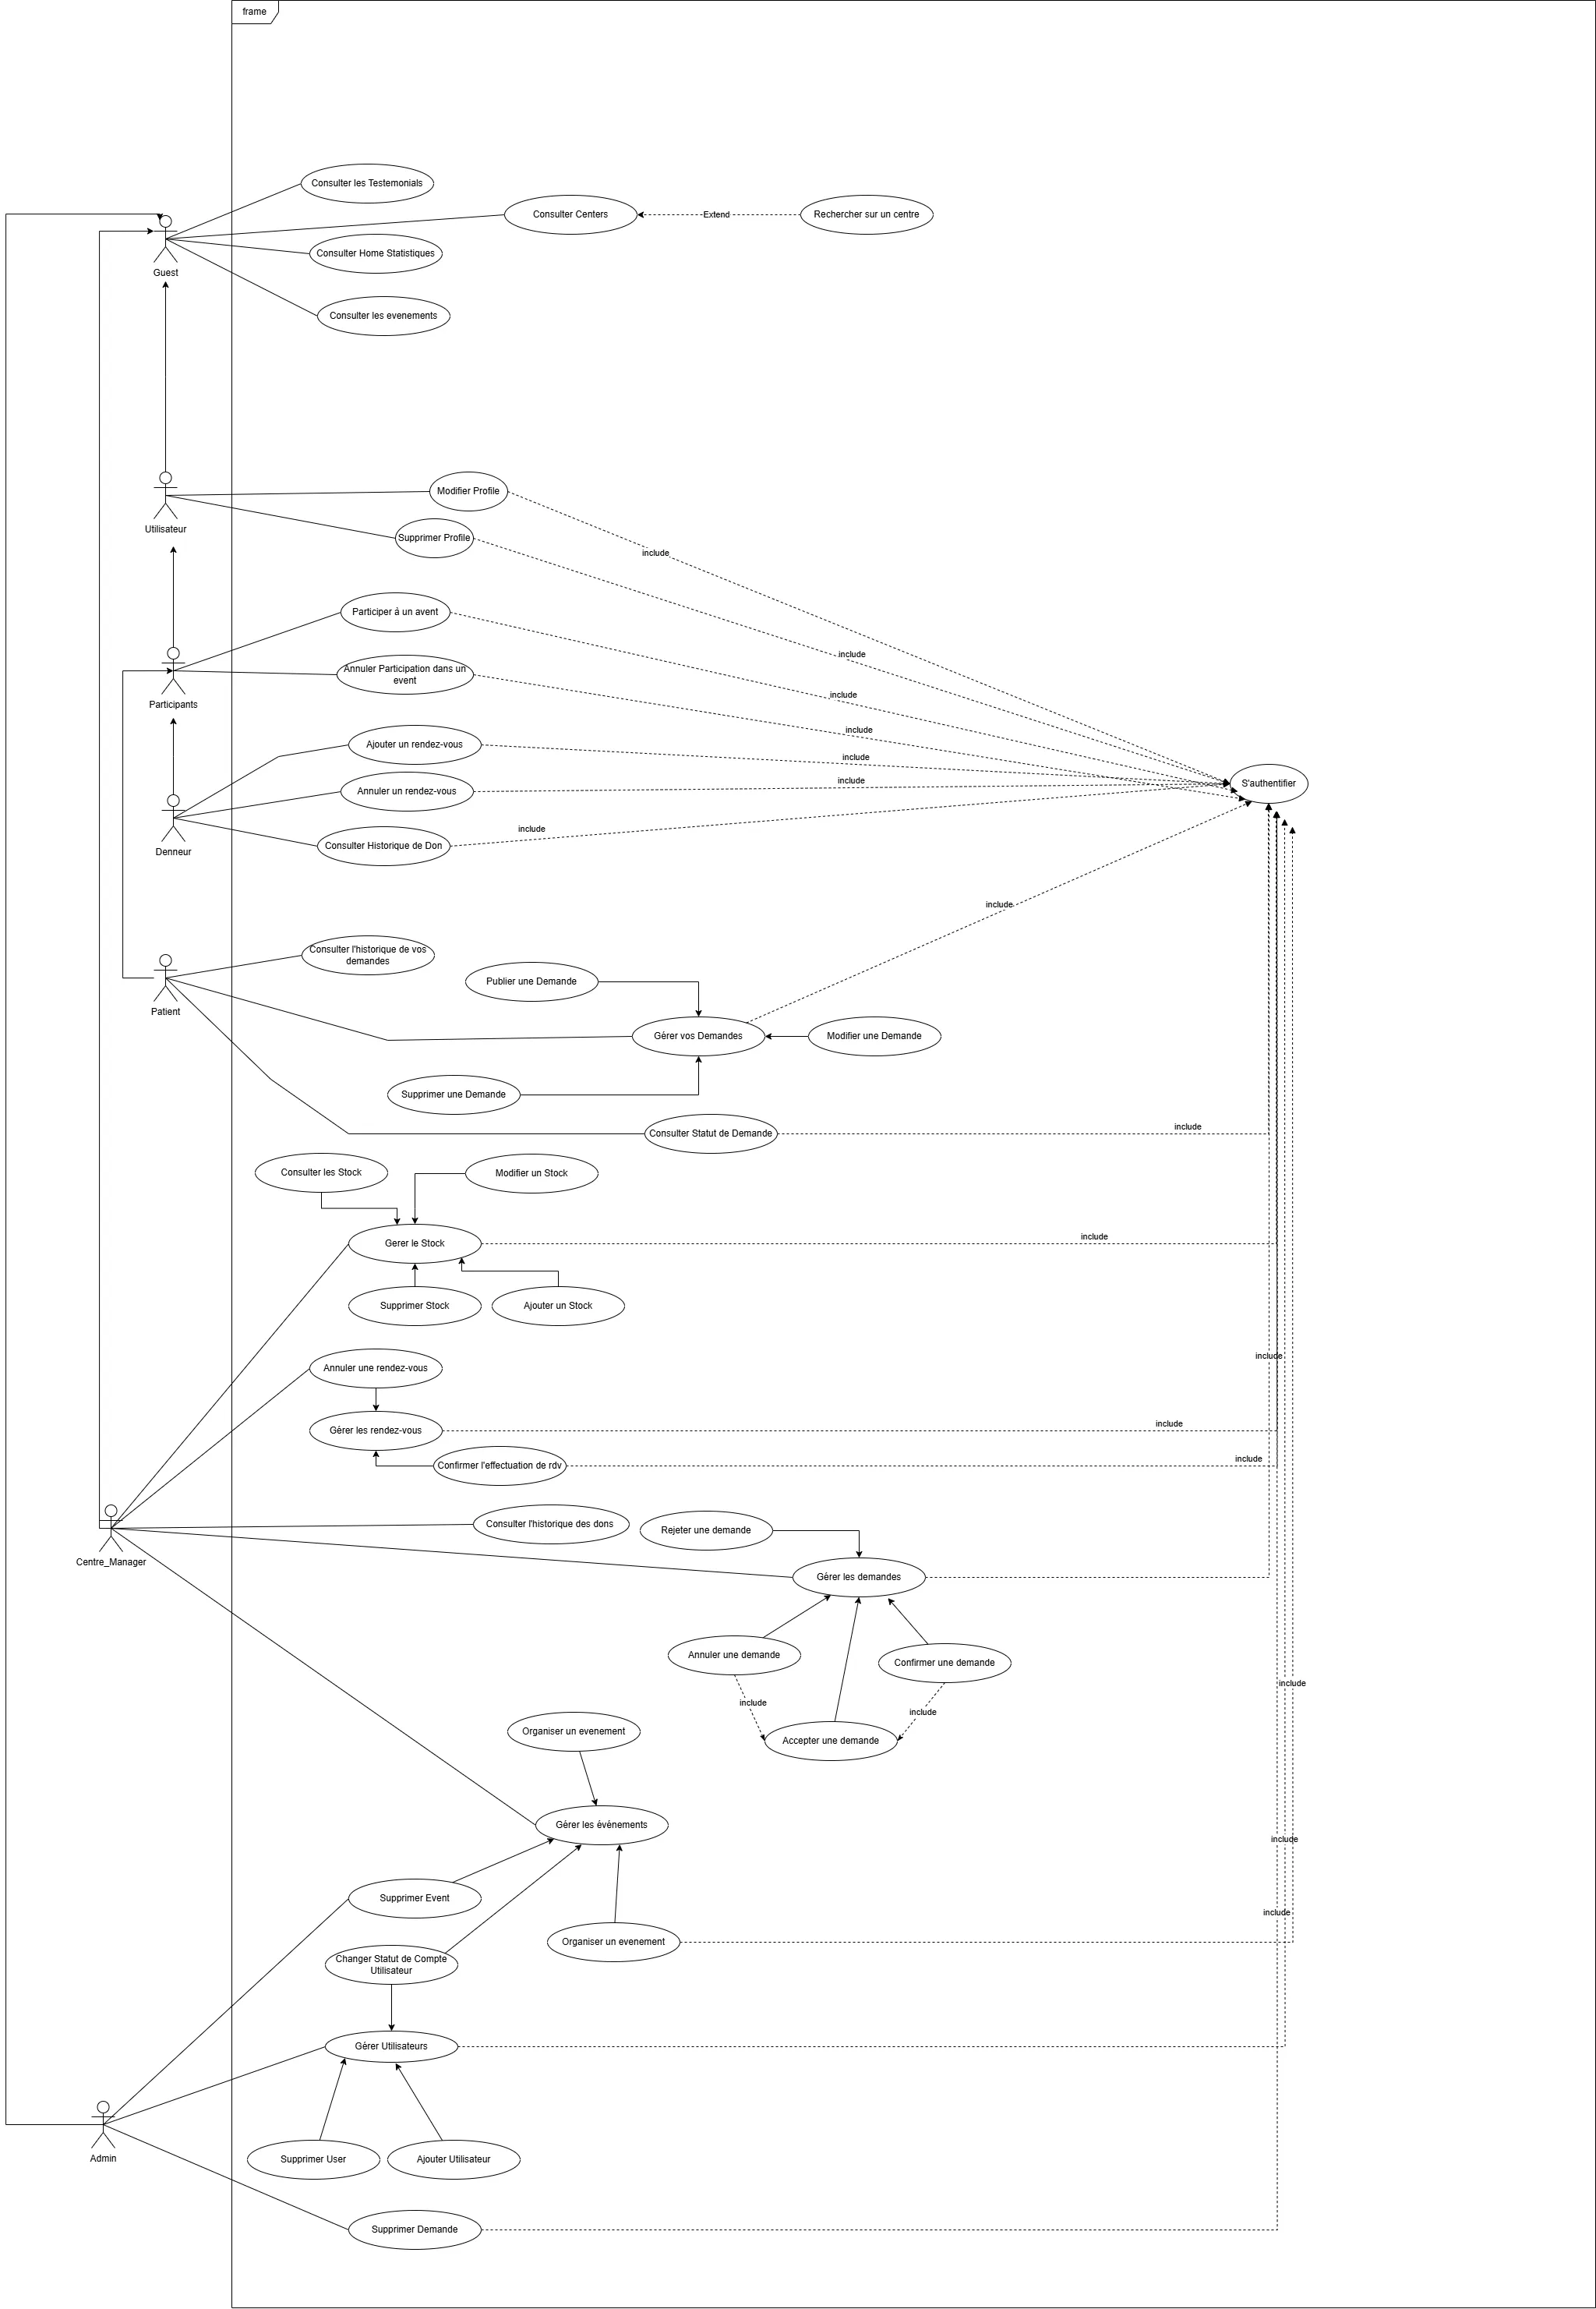 frame
Consulter les Testemonials
Consulter Centers
Extend
Rechercher sur un centre
Consulter Home Statistiques
Guest
Consulter les evenements
Modifier Profile
Utilisateur
Supprimer Profile
include
Participer à un avent
include
Annuler Participation dans un
event
include
Participants
include
Ajouter un rendez-vous
include
include
S'authentifier
Annuler un rendez-vous
include
Consulter Historique de Don
Denneur
include
Consulter l'historique de vos
demandes
Publier une Demande
Patient
Gérer vos Demandes
Modifier une Demande
Supprimer une Demande
include
Consulter Statut de Demande
Consulter les Stock
Modifier un Stock
include
Gerer le Stock
Supprimer Stock
Ajouter un Stock
include
Annuler une rendez-vous
include
Gérer les rendez-vous
include
Confirmer l'effectuation de rdv
Consulter l'historique des dons
Rejeter une demande
Centre_Manager
Gérer les demandes
Annuler une demande
Confirmer une demande
include
include
include
Organiser un evenement
Accepter une demande
Gérer les événements
include
Supprimer Event
include
Organiser un evenement
Changer Statut de Compte
Utilisateur
Gérer Utilisateurs
Admin
Supprimer User
Ajouter Utilisateur
Supprimer Demande